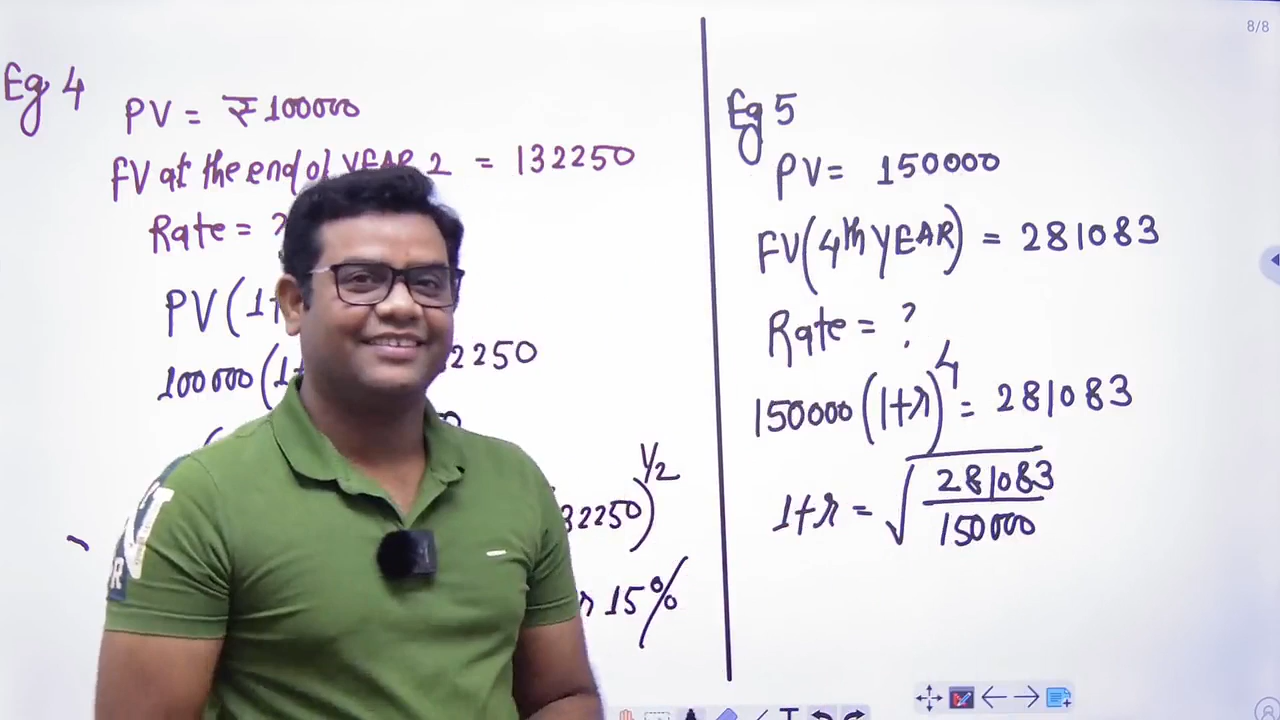 8/8
Eg 4
PV = ₹100000
FV at the end of YEAR 2 = 132250
Rate = ?
PV(1+
100000(1+ 2250
32250)^1/2
15%
Eg 5
PV = 150000
FV(4th YEAR) = 281083
Rate = ?
150000(1+r)^4 = 281083
1+r = √281083/150000